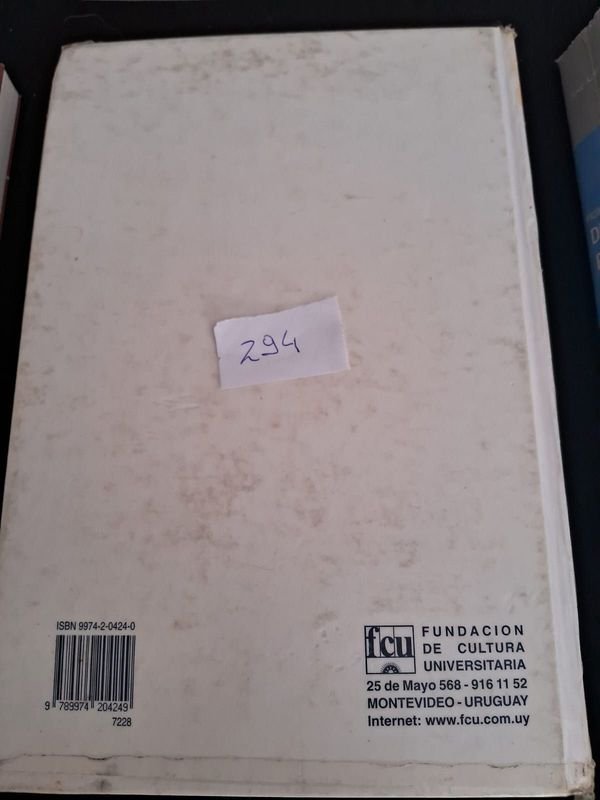 294
ISBN 9974-2-0424-0
9 789974 204249
7228
fcu
FUNDACION
DE CULTURA
UNIVERSITARIA
25 de Mayo 568 - 916 11 52
MONTEVIDEO - URUGUAY
Internet: www.fcu.com.uy